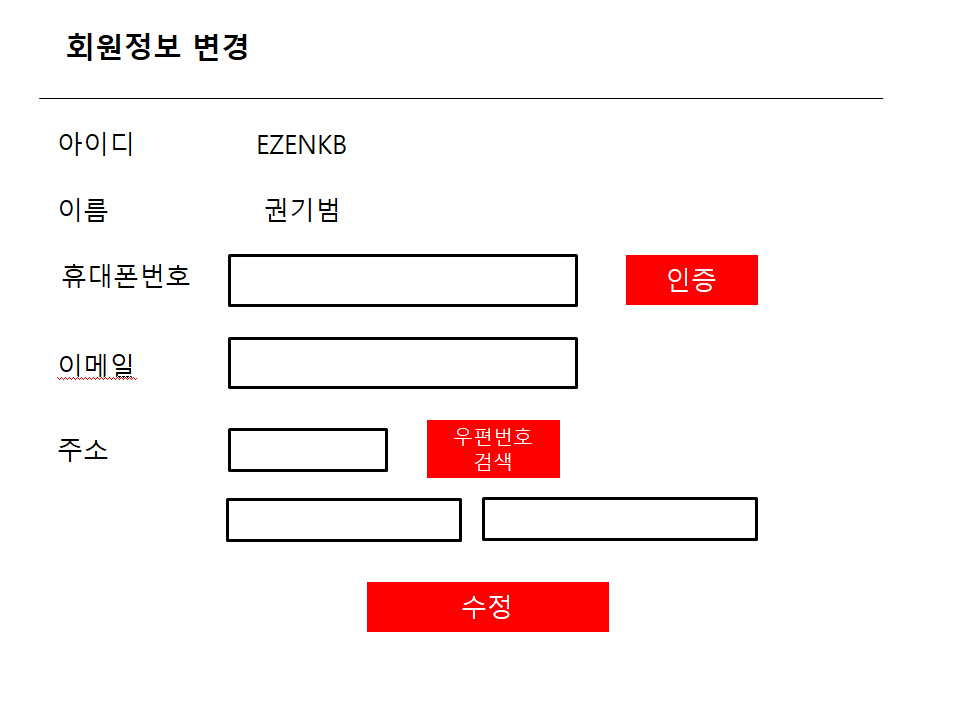 회원정보 변경
아이디 EZENKB
이름 권기범
휴대폰번호 인증
이메일
주소 우편번호
검색
수정